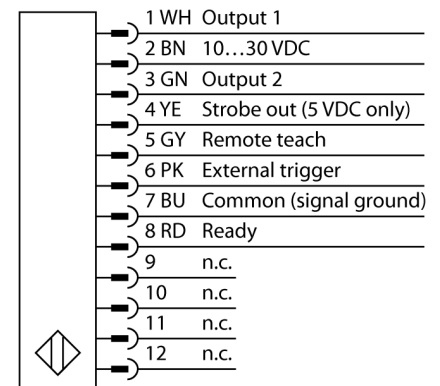 1 WH Output 1
2 BN 10...30 VDC
3 GN Output 2
4 YE Strobe out (5 VDC only)
5 GY Remote teach
6 PK External trigger
7 BU Common (signal ground)
8 RD Ready
9 n.c.
10 n.c.
11 n.c.
12 n.c.